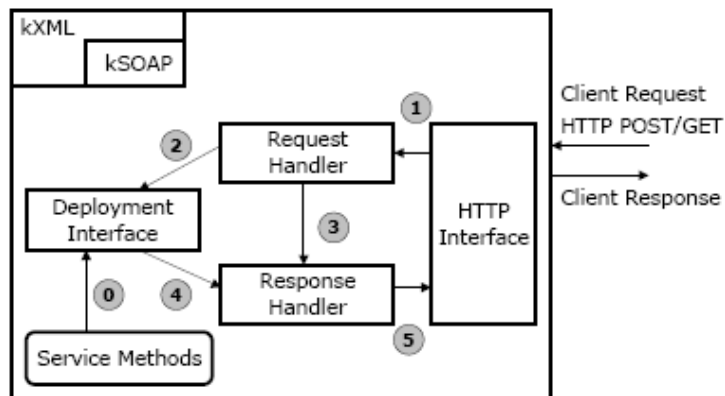 kXML
kSOAP
Client Request
HTTP POST/GET
Client Response
1
Request
Handler
2
Deployment
Interface
HTTP
Interface
3
0
4
Response
Handler
5
Service Methods